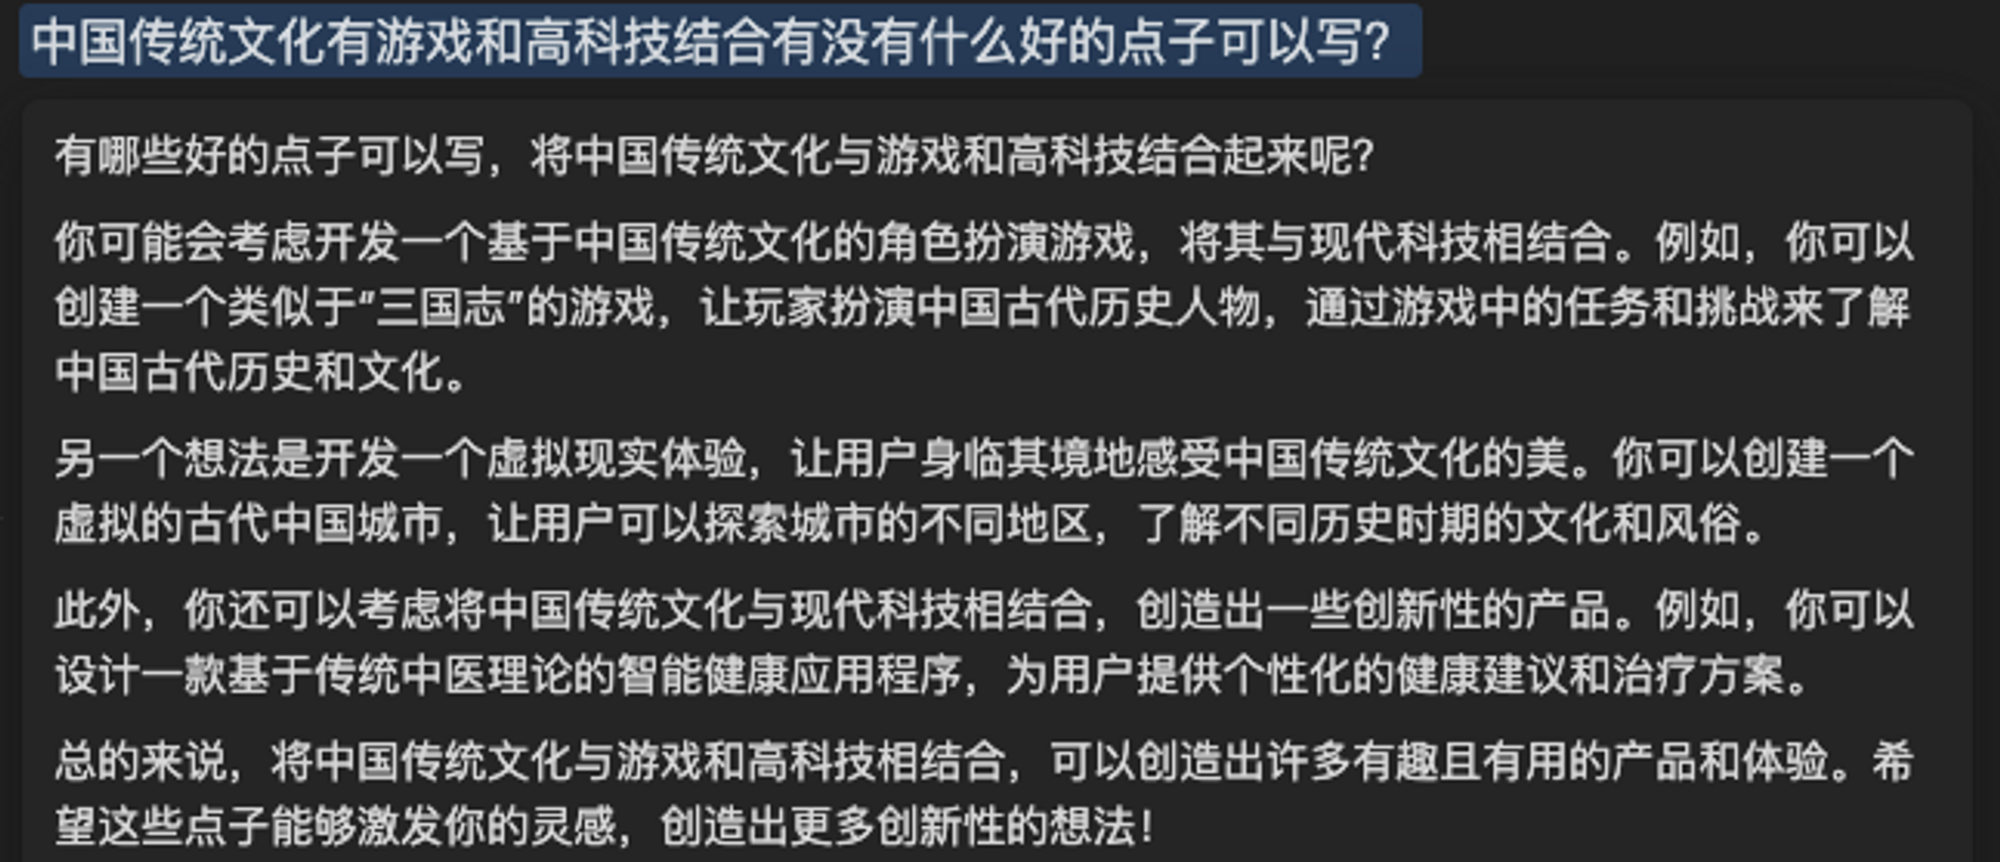 中国传统文化有游戏和高科技结合有没有什么好的点子可以写?
有哪些好的点子可以写，将中国传统文化与游戏和高科技结合起来呢?
你可能会考虑开发一个基于中国传统文化的角色扮演游戏，将其与现代科技相结合。例如，你可以
创建一个类似于"三国志"的游戏，让玩家扮演中国古代历史人物，通过游戏中的任务和挑战来了解
中国古代历史和文化。
另一个想法是开发一个虚拟现实体验，让用户身临其境地感受中国传统文化的美。你可以创建一个
虚拟的古代中国城市，让用户可以探索城市的不同地区，了解不同历史时期的文化和风俗。
此外，你还可以考虑将中国传统文化与现代科技相结合，创造出一些创新性的产品。例如，你可以
设计一款基于传统中医理论的智能健康应用程序，为用户提供个性化的健康建议和治疗方案。
总的来说，将中国传统文化与游戏和高科技相结合，可以创造出许多有趣且有用的产品和体验。希
望这些点子能够激发你的灵感，创造出更多创新性的想法!